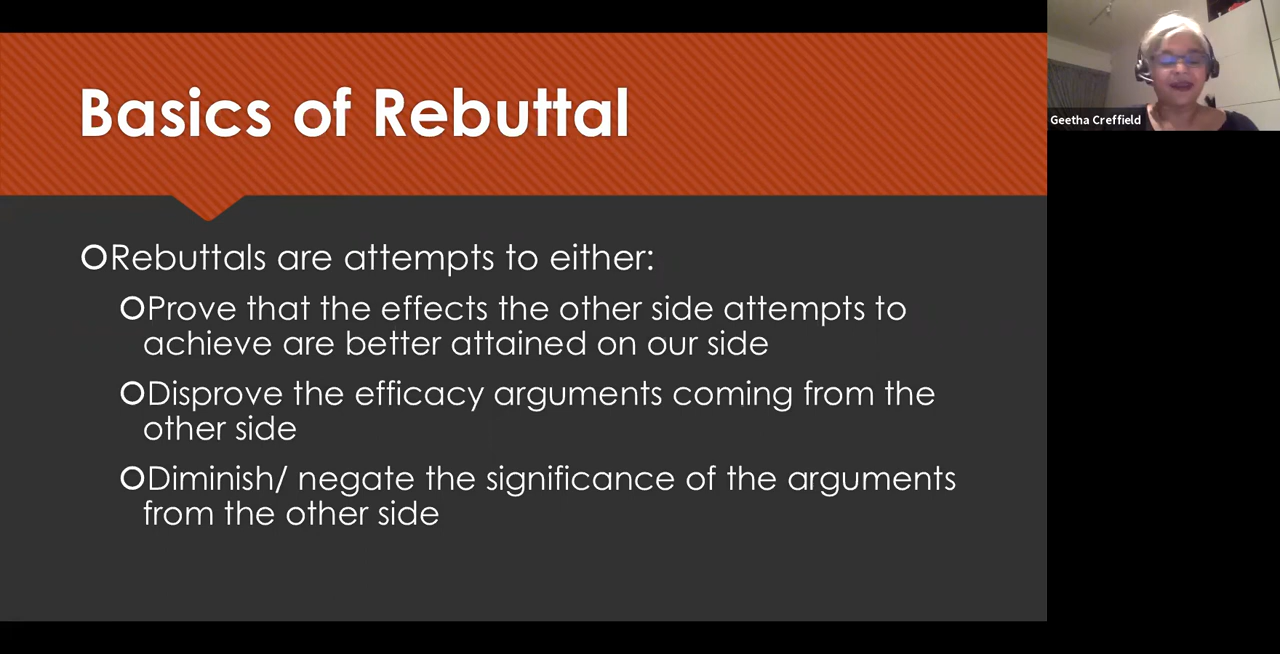 Basics of Rebuttal
Geetha Creffield
Rebuttals are attempts to either:
Prove that the effects the other side attempts to
achieve are better attained on our side
Disprove the efficacy arguments coming from the
other side
Diminish/ negate the significance of the arguments
from the other side